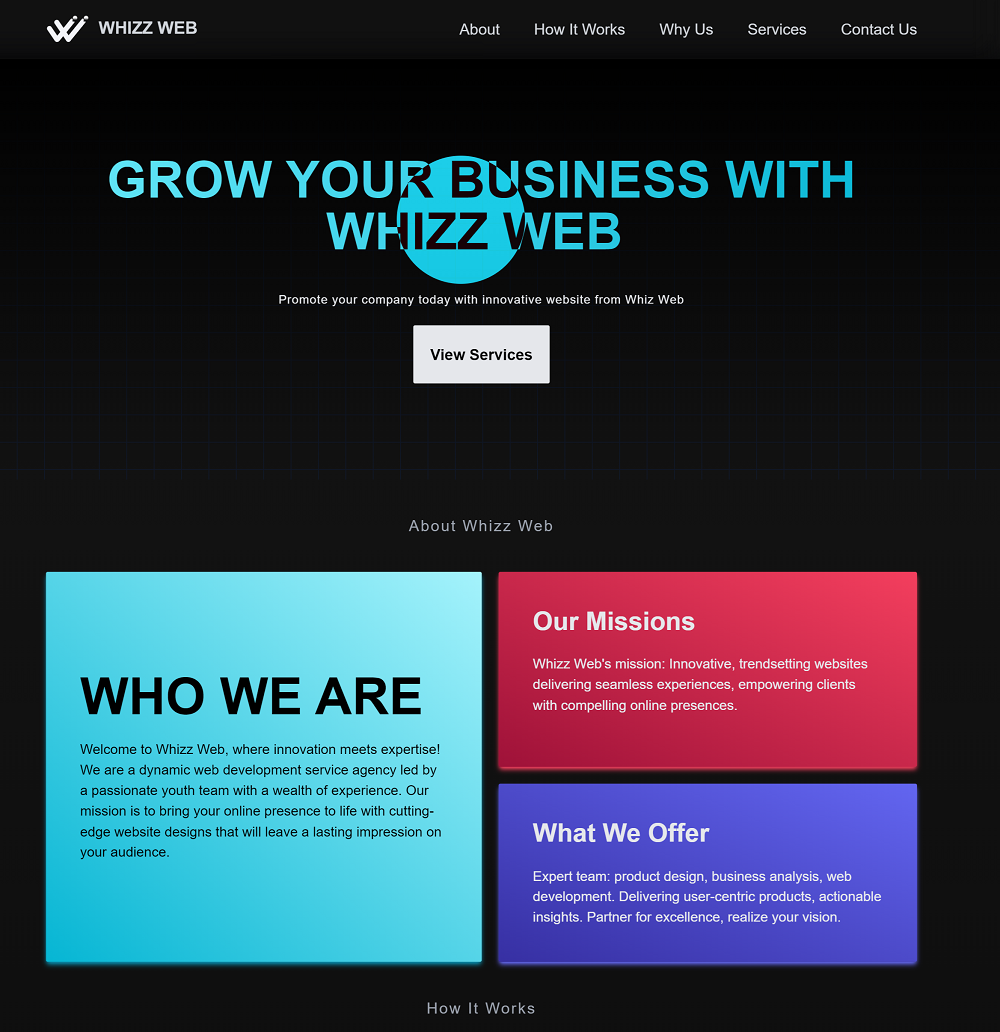 WHIZZ WEB
About
How It Works
Why Us
Services
Contact Us
GROW YOUR BUSINESS WITH
WHIZZ WEB
Promote your company today with innovative website from Whiz Web
View Services
About Whizz Web
WHO WE ARE
Welcome to Whizz Web, where innovation meets expertise!
We are a dynamic web development service agency led by
a passionate youth team with a wealth of experience. Our
mission is to bring your online presence to life with cutting-
edge website designs that will leave a lasting impression on
your audience.
Our Missions
Whizz Web's mission: Innovative, trendsetting websites
delivering seamless experiences, empowering clients
with compelling online presences.
What We Offer
Expert team: product design, business analysis, web
development. Delivering user-centric products, actionable
insights. Partner for excellence, realize your vision.
How It Works